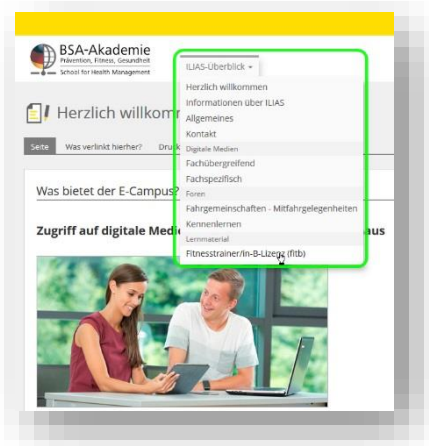 BSA-Akademie
Prävention, Fitness, Gesundheit
School for Health Management
ILIAS-Überblick
Herzlich willkommen
Informationen über ILIAS
Allgemeines
Kontakt
Digitale Medien
Fachübergreifend
Fachspezifisch
Foren
Fahrgemeinschaften - Mitfahrgelegenheiten
Kennenlernen
Lernmaterial
Fitnesstrainer/in-B-Lizenz (fitb)
Herzlich willkom
Seite Was verlinkt hierher? Druck
Was bietet der E-Campus?
Zugriff auf digitale Medi aus